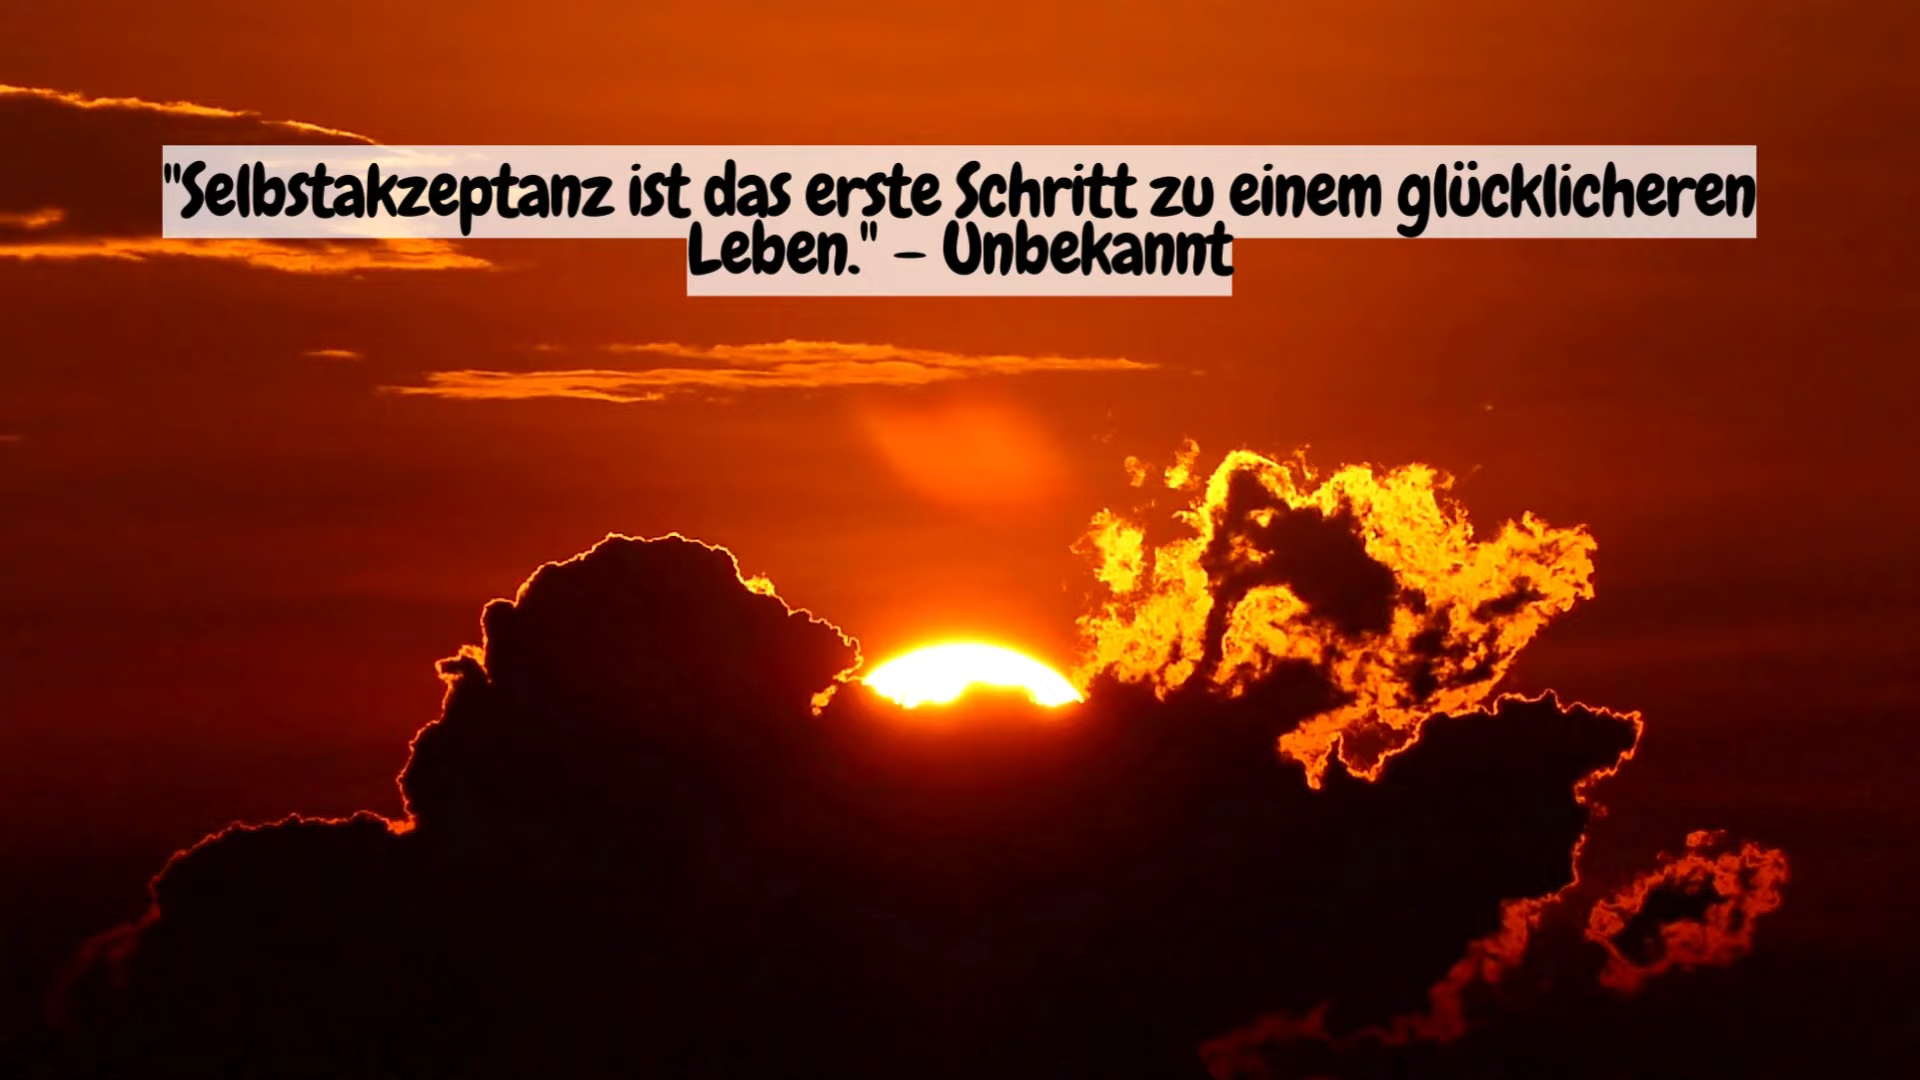 "Selbstakzeptanz ist das erste Schritt zu einem glücklicheren
Leben." – Unbekannt